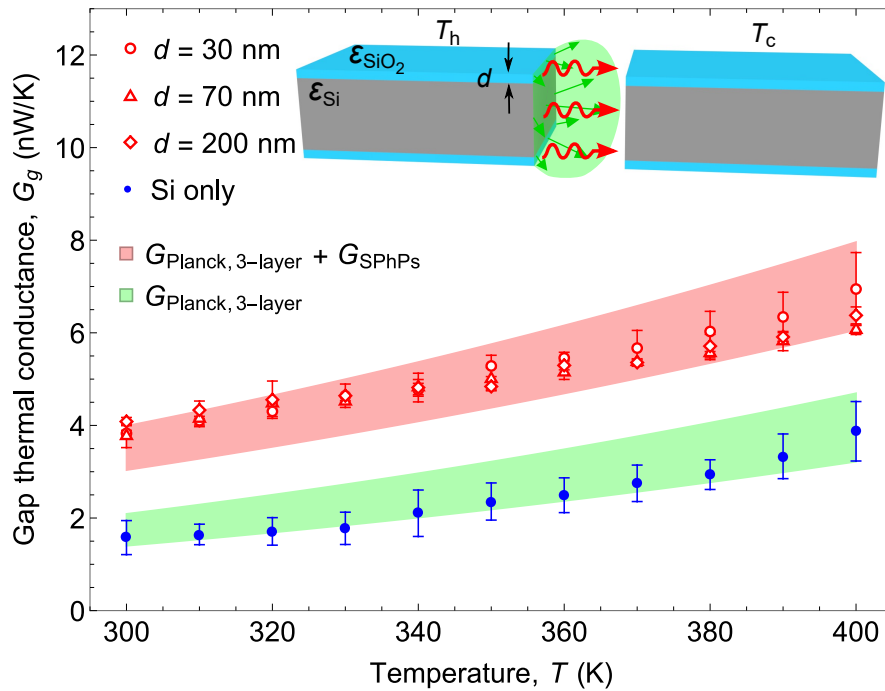 12
10
8
6
4
2
0
Gap thermal conductance, G_g (nW/K)
d = 30 nm
d = 70 nm
d = 200 nm
Si only
G_Planck, 3-layer + G_SPhPs
G_Planck, 3-layer
T_h
T_c
ε_SiO₂
ε_Si
d
300 320 340 360 380 400
Temperature, T (K)